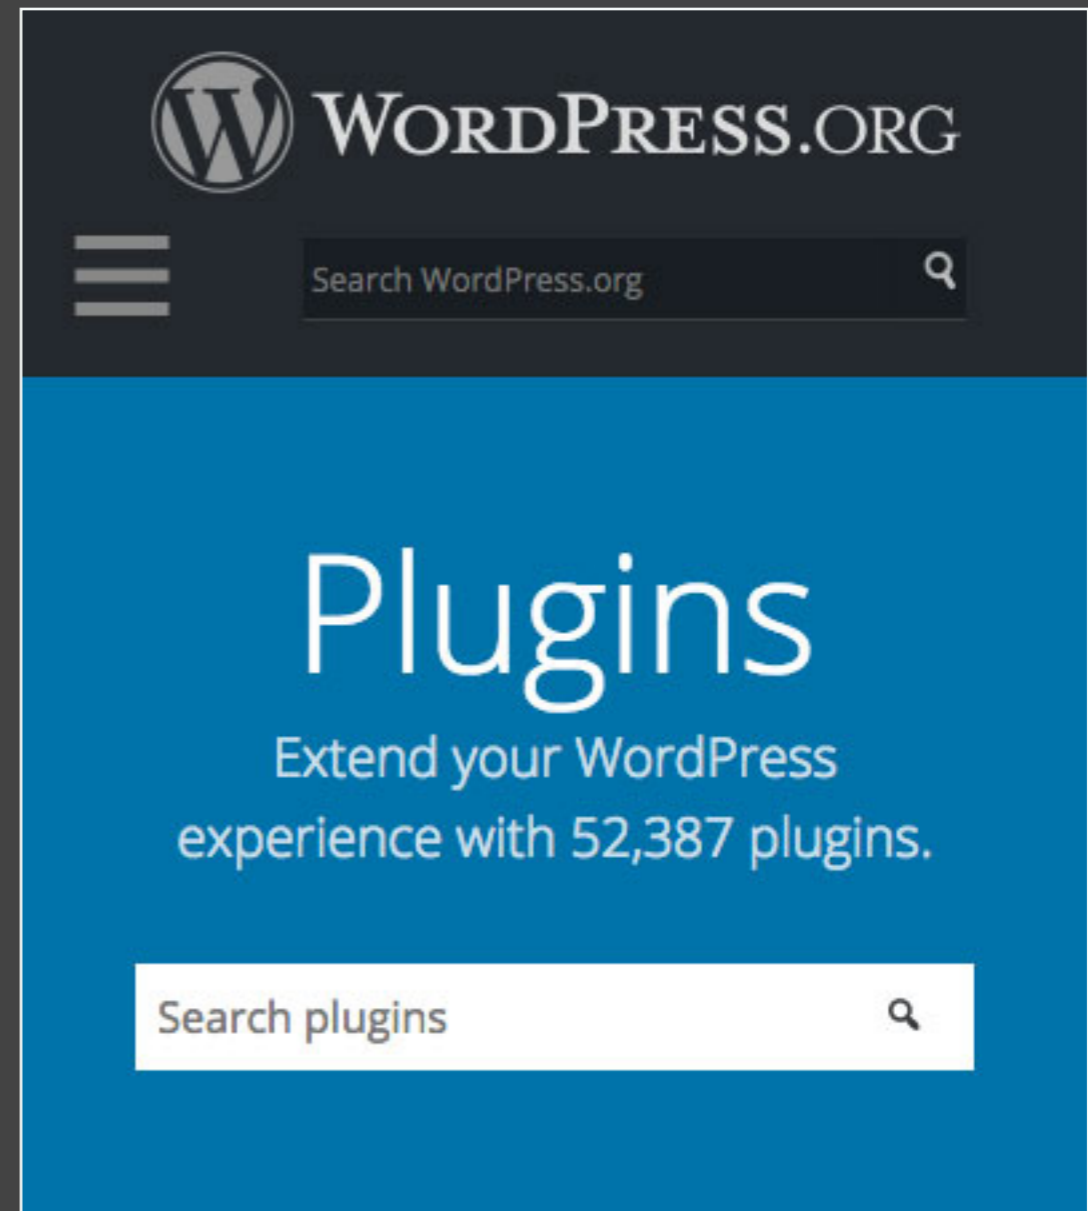 WORDPRESS.ORG
Search WordPress.org
Plugins
Extend your WordPress
experience with 52,387 plugins.
Search plugins